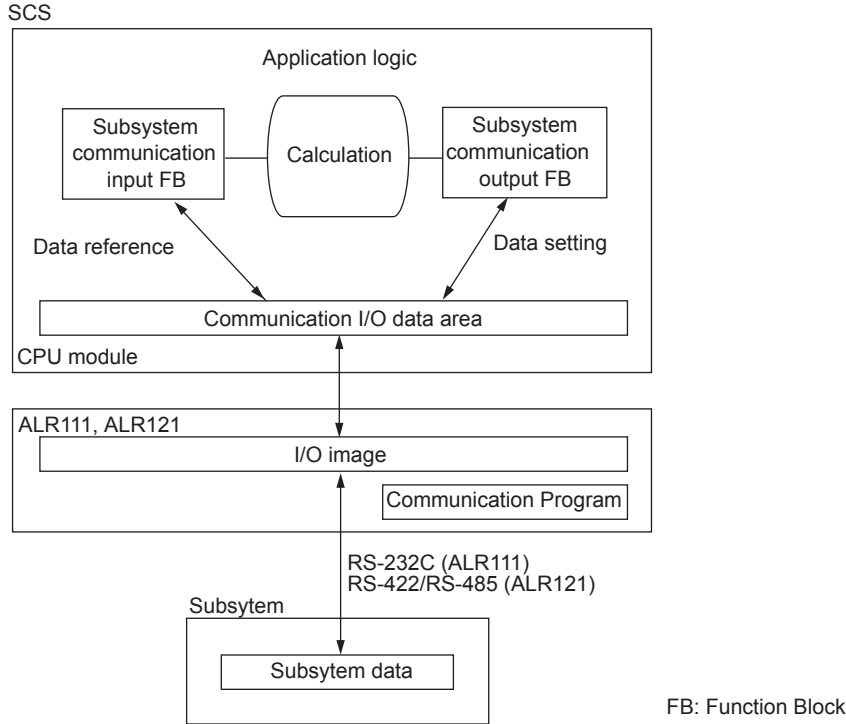 SCS
Application logic
Subsystem
communication
input FB
Calculation
Subsystem
communication
output FB
Data reference
Data setting
Communication I/O data area
CPU module
ALR111, ALR121
I/O image
Communication Program
RS-232C (ALR111)
RS-422/RS-485 (ALR121)
Subsytem
Subsytem data
FB: Function Block